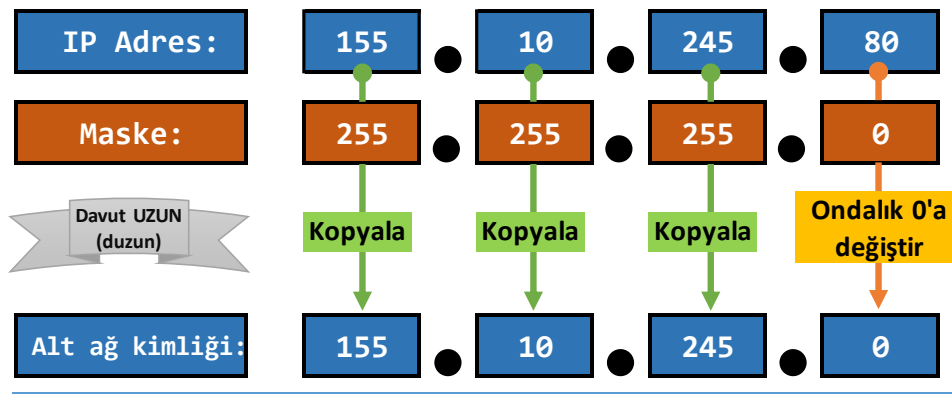 IP Adres: 155 . 10 . 245 . 80
Maske: 255 . 255 . 255 . 0
Davut UZUN
(duzun)
Kopyala Kopyala Kopyala Ondalık 0'a
değiştir
Alt ağ kimliği: 155 . 10 . 245 . 0